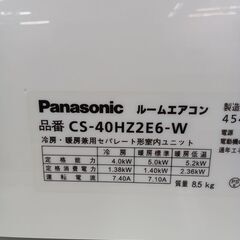 Panasonic ルームエアコン
品番 CS-40HZ2E6-W
冷房・暖房兼用セパレート形室内ユニット
冷房 暖房標準 暖房低温
定格能力 4.0kW 5.0kW 5.2kW
定格消費電力 1.38kW 1.40kW 2.36kW
運転電流 7.40A 7.10A
質量 8.5kg
製造
454